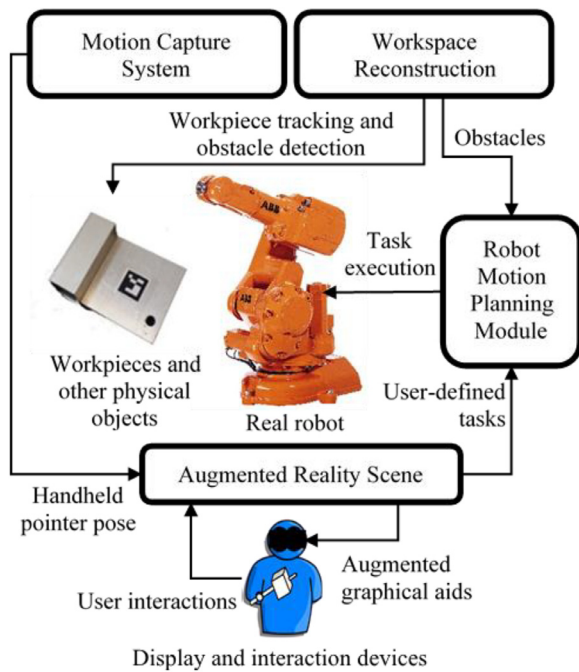 Motion Capture
System
Workspace
Reconstruction
Workpiece tracking and
obstacle detection
Obstacles
ABB
ABB
Task
execution
Robot
Motion
Planning
Module
Workpieces and
other physical
objects
Real robot
User-defined
tasks
Augmented Reality Scene
Handheld
pointer pose
Augmented
graphical aids
User interactions
Display and interaction devices